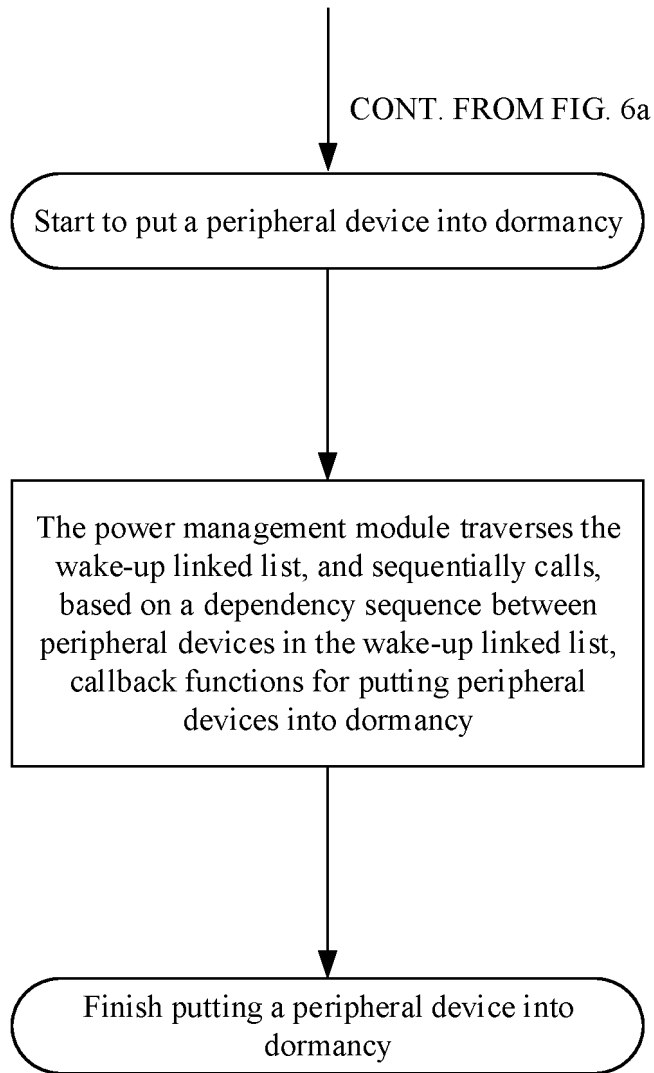 CONT. FROM FIG. 6a
Start to put a peripheral device into dormancy
The power management module traverses the
wake-up linked list, and sequentially calls,
based on a dependency sequence between
peripheral devices in the wake-up linked list,
callback functions for putting peripheral
devices into dormancy
Finish putting a peripheral device into
dormancy